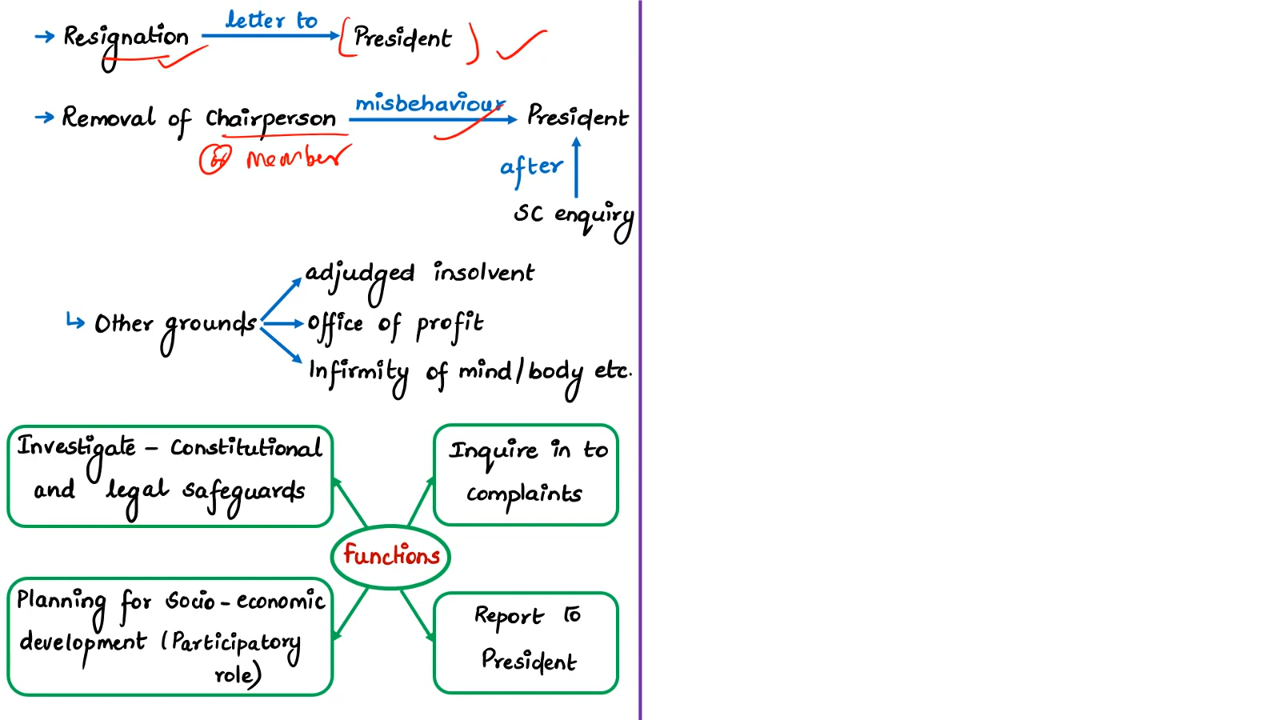 → Resignation letter to → (President)
→ Removal of Chairperson misbehaviour → President
or member
after
SC enquiry
↳ Other grounds
adjudged insolvent
office of profit
Infirmity of mind/body etc.
Investigate - Constitutional
and legal safeguards
Inquire in to
complaints
functions
Planning for socio-economic
development (Participatory
role)
Report to
President